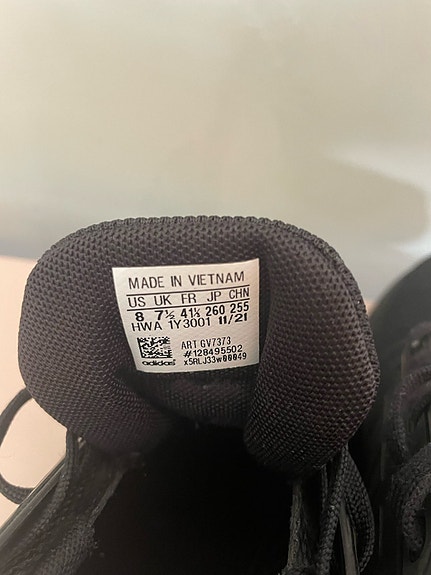 MADE IN VIETNAM
US UK FR JP CHN
8 7½ 41⅓ 260 255
HWA 1Y3001 11/21
ART GV7373
#128495502
adidas x5RLJ33w00049